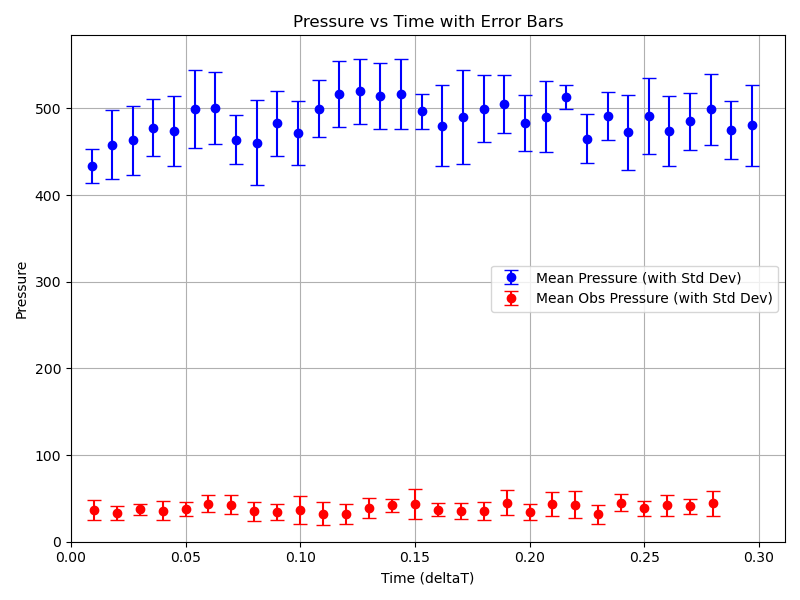 Pressure vs Time with Error Bars
Pressure
500
400
300
200
100
0
Mean Pressure (with Std Dev)
Mean Obs Pressure (with Std Dev)
0.00 0.05 0.10 0.15 0.20 0.25 0.30
Time (deltaT)